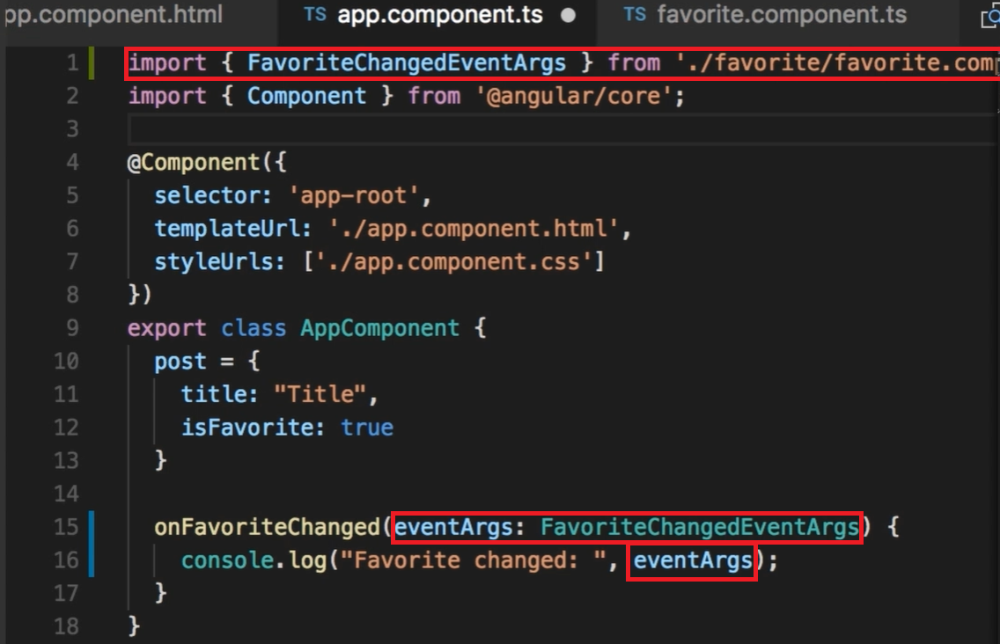 pp.component.html TS app.component.ts TS favorite.component.ts
1 import { FavoriteChangedEventArgs } from './favorite/favorite.com
2 import { Component } from '@angular/core';
3
4 @Component({
5 selector: 'app-root',
6 templateUrl: './app.component.html',
7 styleUrls: ['./app.component.css']
8 })
9 export class AppComponent {
10 post = {
11 title: "Title",
12 isFavorite: true
13 }
14
15 onFavoriteChanged(eventArgs: FavoriteChangedEventArgs) {
16 console.log("Favorite changed: ", eventArgs);
17 }
18 }